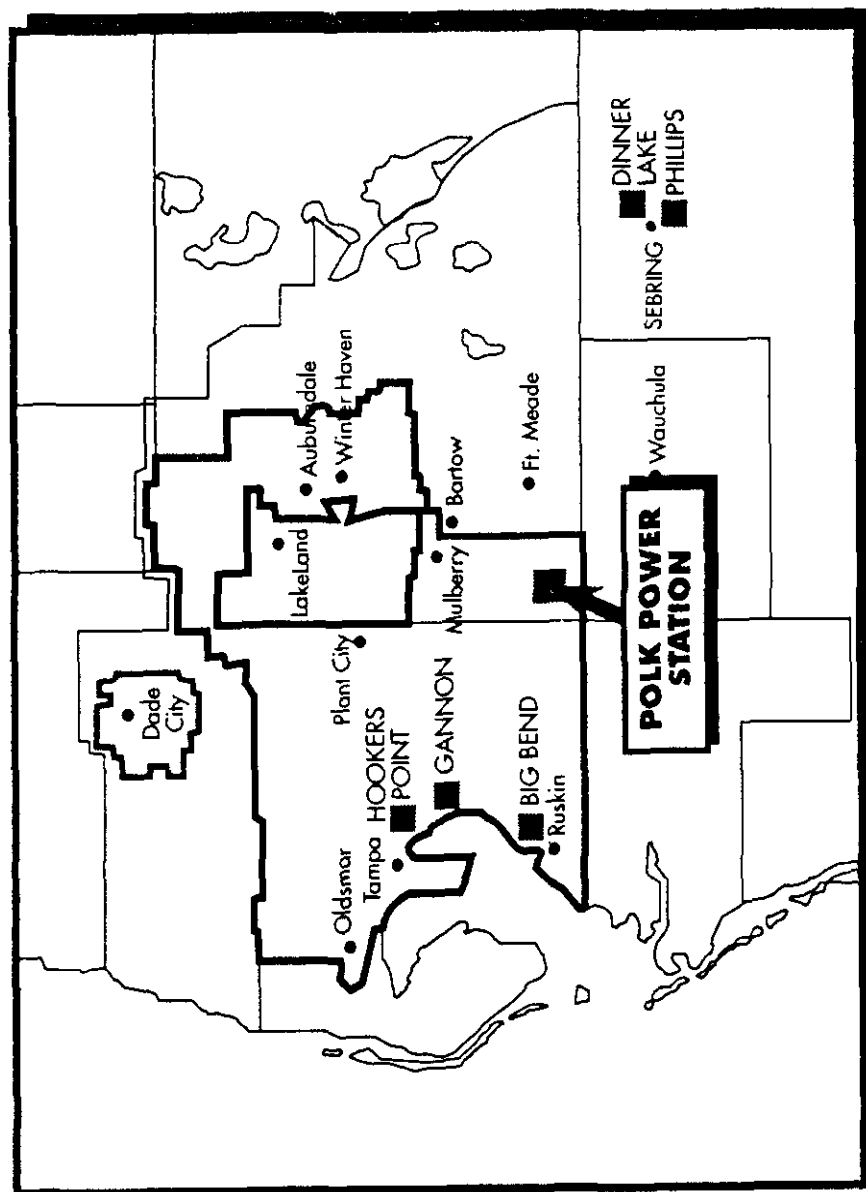 Dade
City
LakeLand
Auburndale
Winter Haven
Plant City
Oldsmar
Tampa
HOOKERS
POINT
GANNON
Mulberry
Bartow
BIG BEND
Ruskin
Ft. Meade
POLK POWER
STATION
Wauchula
SEBRING
DINNER
LAKE
PHILLIPS